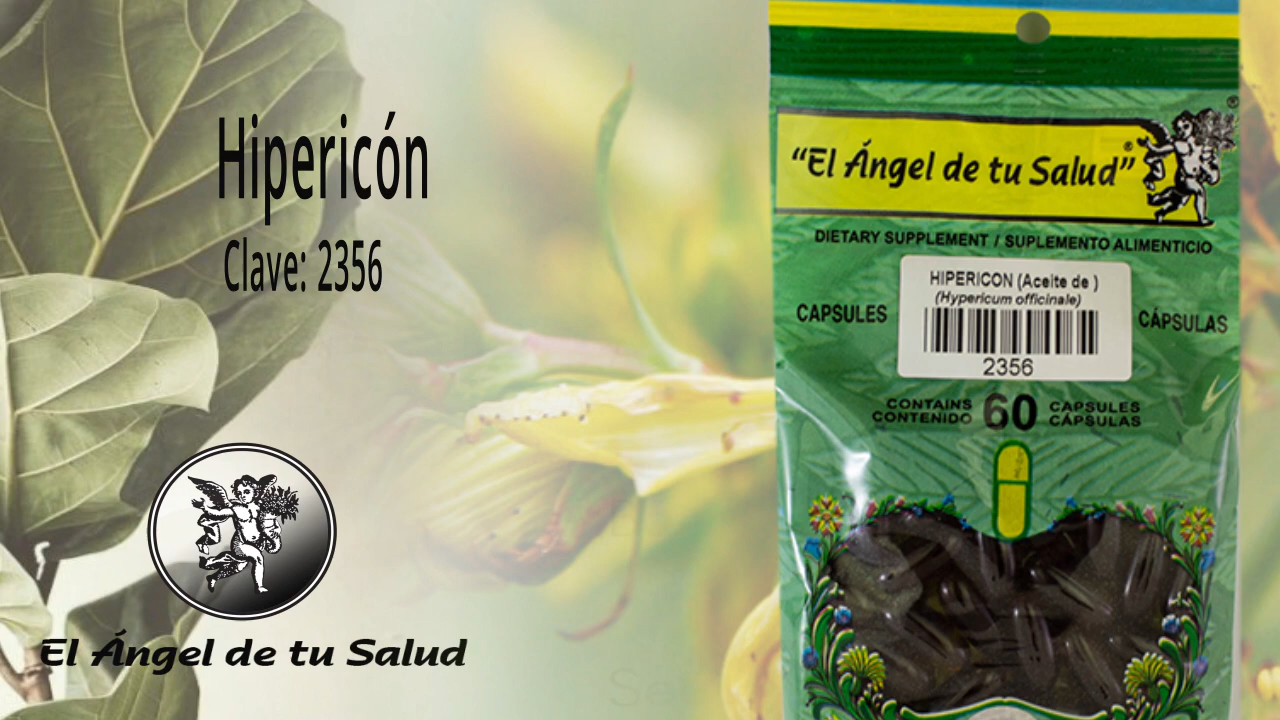 Hipericón
Clave: 2356
El Ángel de tu Salud
®
"El Ángel de tu Salud"
®
DIETARY SUPPLEMENT / SUPLEMENTO ALIMENTICIO
HIPERICON (Aceite de )
(Hypericum officinale)
CAPSULES
CÁPSULAS
2356
CONTAINS 60 CAPSULES
CONTENIDO CÁPSULAS